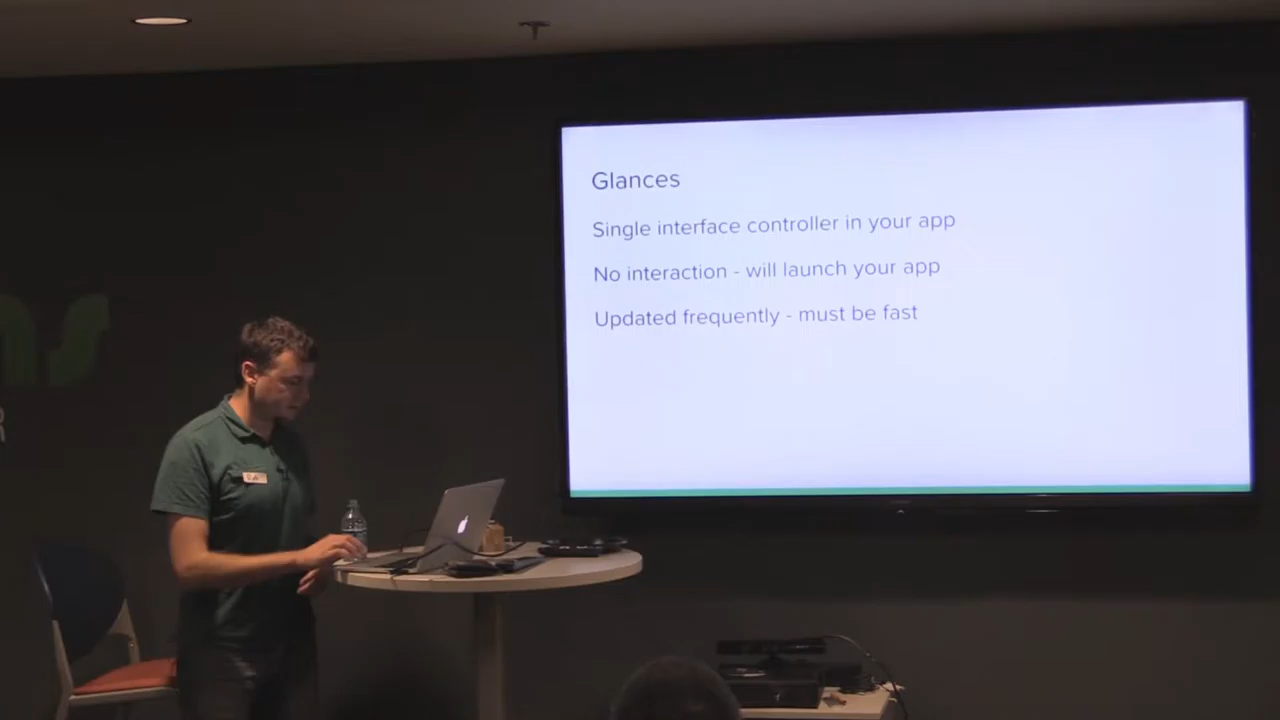 Glances
Single interface controller in your app
No interaction - will launch your app
Updated frequently - must be fast